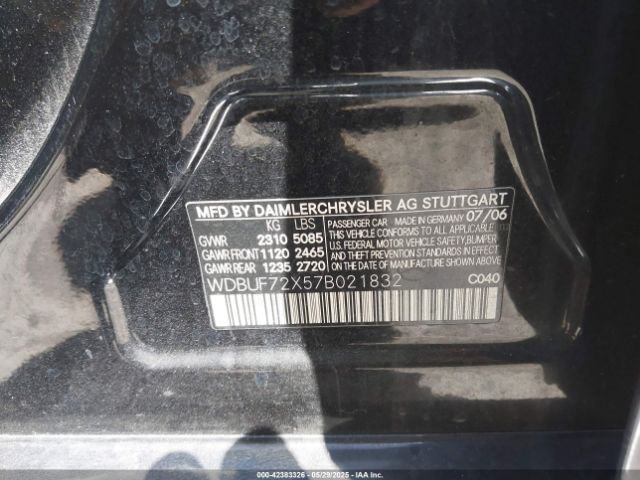 MFD BY DAIMLERCHRYSLER AG STUTTGART
KG LBS
GVWR 2310 5085
GAWR FRONT 1120 2465
GAWR REAR 1235 2720
PASSENGER CAR MADE IN GERMANY 07/06
THIS VEHICLE CONFORMS TO ALL APPLICABLE
U.S. FEDERAL MOTOR VEHICLE SAFETY, BUMPER
AND THEFT PREVENTION STANDARDS IN EFFECT
ON THE DATE OF MANUFACTURE SHOWN ABOVE.
WDBUF72X57B021832 C040
000-42383326 - 05/29/2025 - IAA Inc.